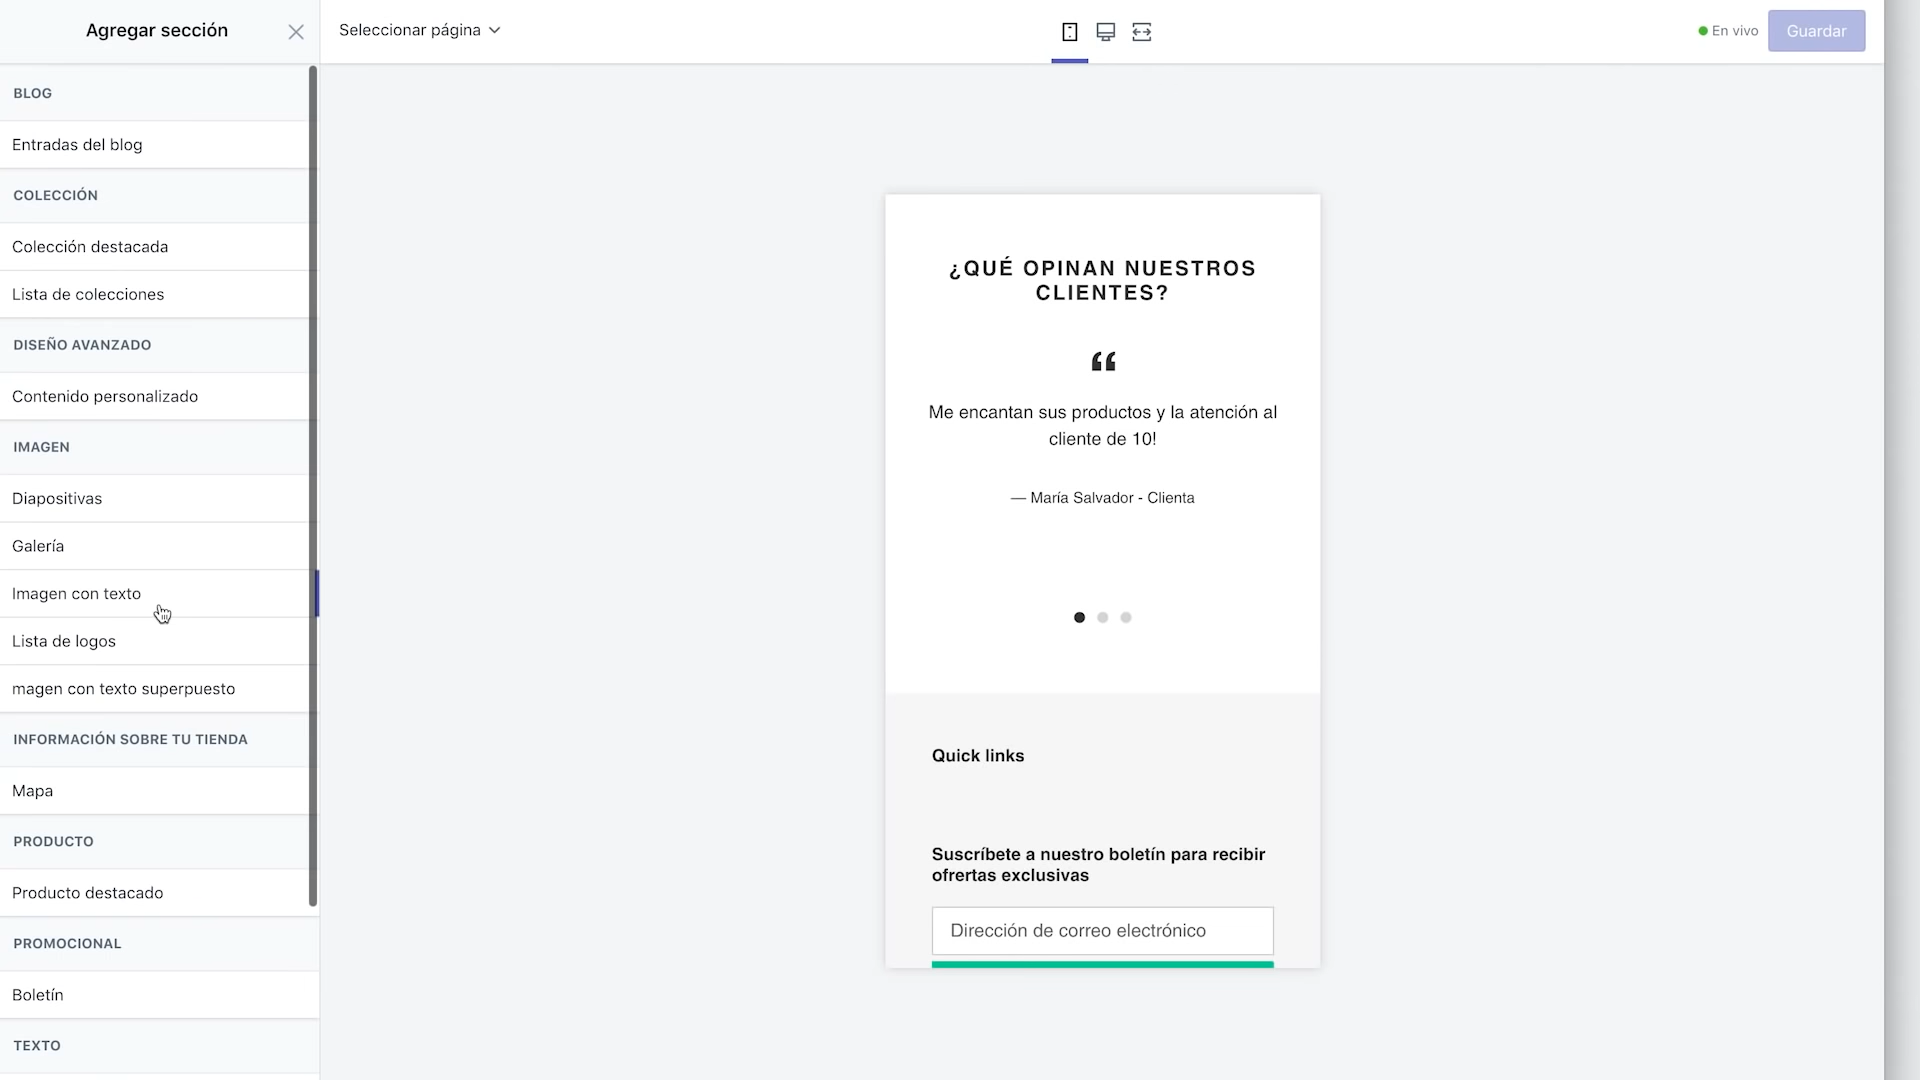 Agregar sección
Seleccionar página
En vivo
Guardar
BLOG
Entradas del blog
COLECCIÓN
Colección destacada
Lista de colecciones
DISEÑO AVANZADO
Contenido personalizado
IMAGEN
Diapositivas
Galería
Imagen con texto
Lista de logos
magen con texto superpuesto
INFORMACIÓN SOBRE TU TIENDA
Mapa
PRODUCTO
Producto destacado
PROMOCIONAL
Boletín
TEXTO
¿QUÉ OPINAN NUESTROS
CLIENTES?
“
Me encantan sus productos y la atención al
cliente de 10!
— María Salvador - Clienta
Quick links
Suscríbete a nuestro boletín para recibir
ofrertas exclusivas
Dirección de correo electrónico